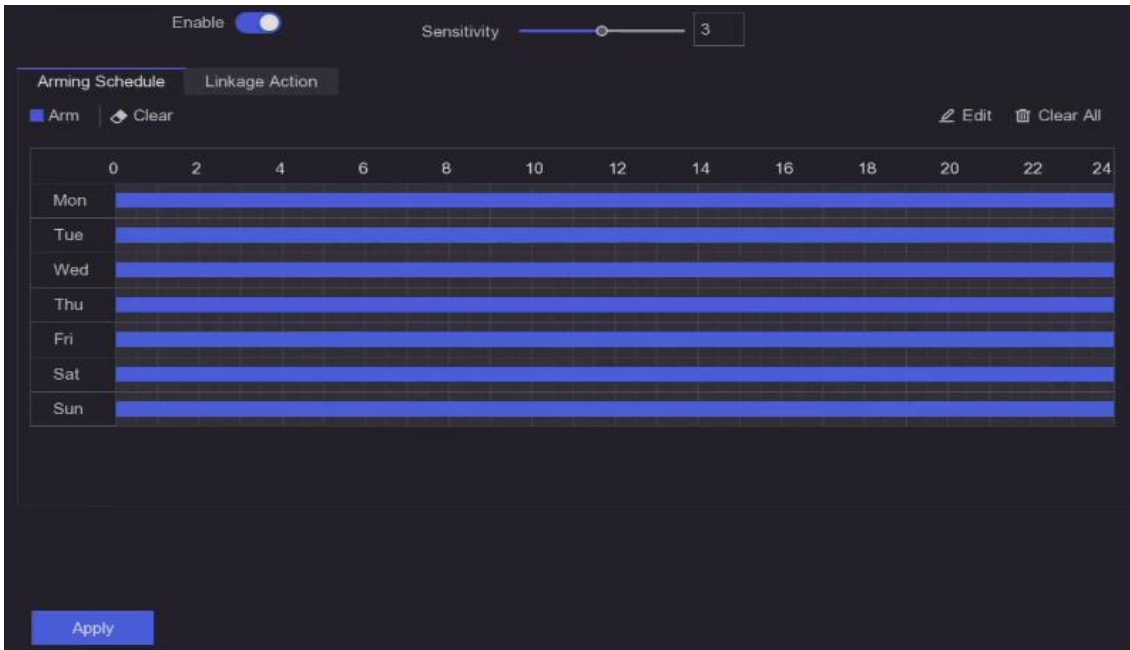 Enable
Sensitivity 3
Arming Schedule Linkage Action
Arm Clear Edit Clear All
0 2 4 6 8 10 12 14 16 18 20 22 24
Mon
Tue
Wed
Thu
Fri
Sat
Sun
Apply